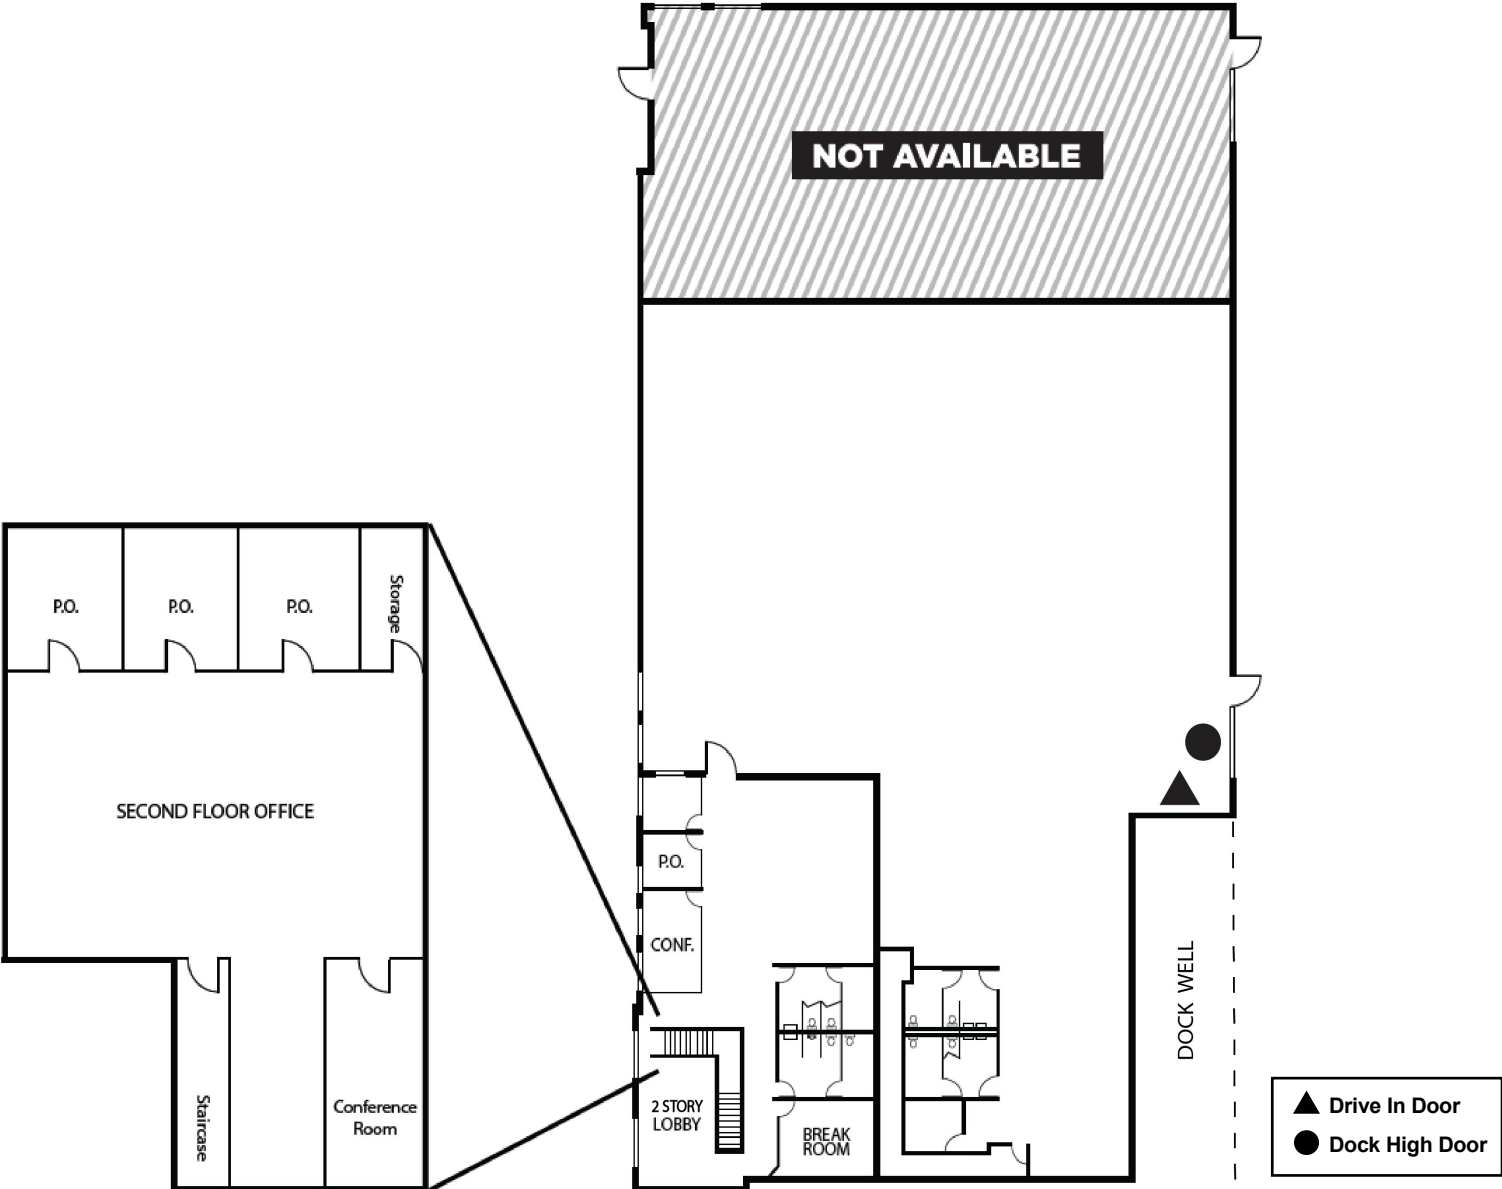 NOT AVAILABLE
P.O.
P.O.
P.O.
Storage
SECOND FLOOR OFFICE
Staircase
Conference
Room
P.O.
CONF.
2 STORY
LOBBY
BREAK
ROOM
DOCK WELL
Drive In Door
Dock High Door